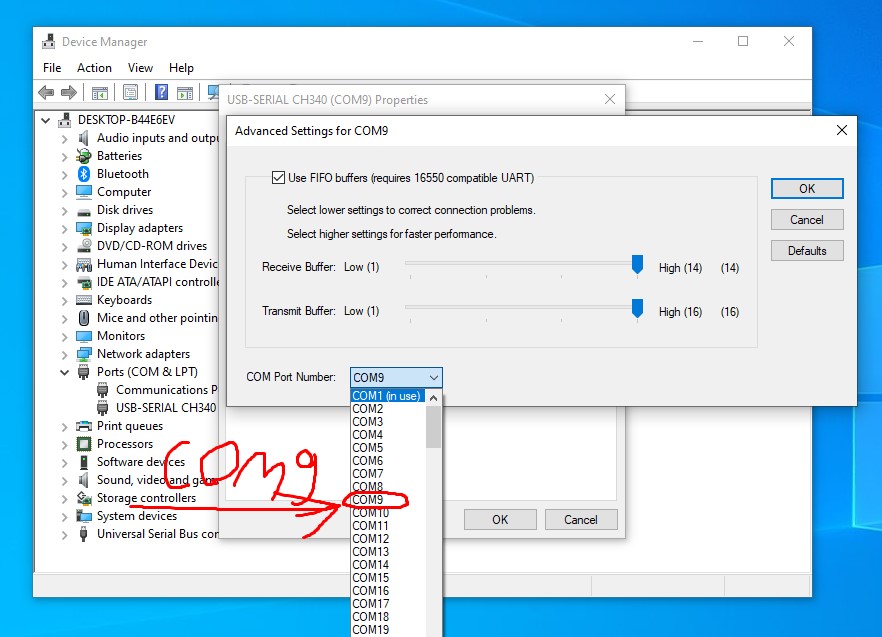 Device Manager
File Action View Help
USB-SERIAL CH340 (COM9) Properties
DESKTOP-B44E6EV
Audio inputs and outpu
Batteries
Bluetooth
Computer
Disk drives
Display adapters
DVD/CD-ROM drives
Human Interface Devic
IDE ATA/ATAPI controlle
Keyboards
Mice and other pointin
Monitors
Network adapters
Ports (COM & LPT)
Communications P
USB-SERIAL CH340
Print queues
Processors
Software devices
Sound, video and gam
Storage controllers
System devices
Universal Serial Bus con
Advanced Settings for COM9
Use FIFO buffers (requires 16550 compatible UART)
Select lower settings to correct connection problems.
Select higher settings for faster performance.
Receive Buffer: Low (1) High (14) (14)
Transmit Buffer: Low (1) High (16) (16)
OK
Cancel
Defaults
COM Port Number: COM9
COM1 (in use)
COM2
COM3
COM4
COM5
COM6
COM7
COM8
COM9
COM10
COM11
COM12
COM13
COM14
COM15
COM16
COM17
COM18
COM19
COM9
OK Cancel